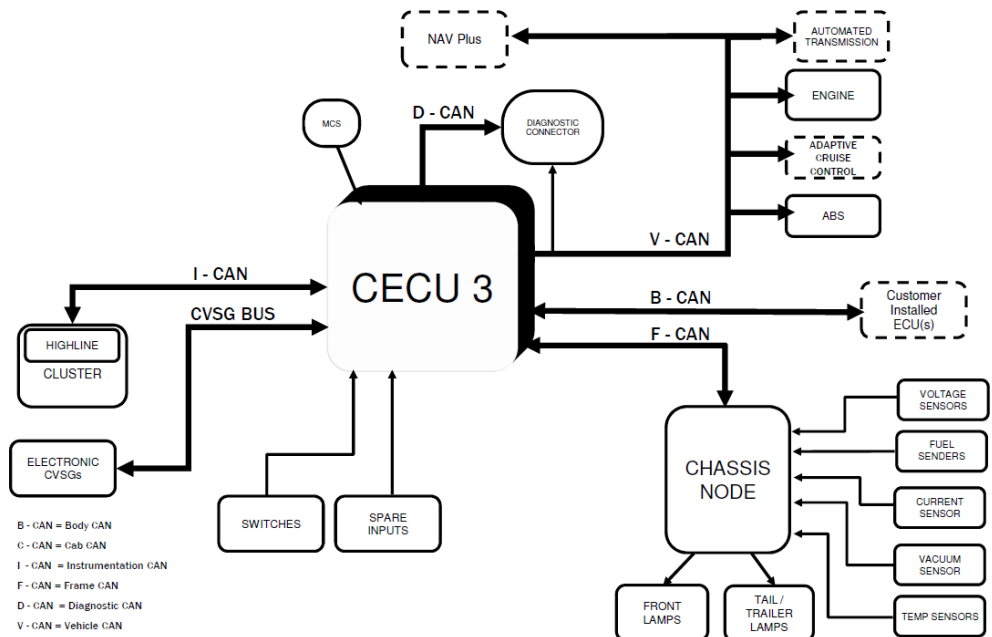 NAV Plus
AUTOMATED
TRANSMISSION
ENGINE
D - CAN
MCS
DIAGNOSTIC
CONNECTOR
ADAPTIVE
CRUISE
CONTROL
ABS
V - CAN
I - CAN
CECU 3
B - CAN
Customer
Installed
ECU(s)
CVSG BUS
F - CAN
HIGHLINE
CLUSTER
VOLTAGE
SENSORS
FUEL
SENDERS
ELECTRONIC
CVSGs
CHASSIS
NODE
CURRENT
SENSOR
SWITCHES
SPARE
INPUTS
VACUUM
SENSOR
B - CAN = Body CAN
C - CAN = Cab CAN
I - CAN = Instrumentation CAN
F - CAN = Frame CAN
D - CAN = Diagnostic CAN
V - CAN = Vehicle CAN
FRONT
LAMPS
TAIL /
TRAILER
LAMPS
TEMP SENSORS